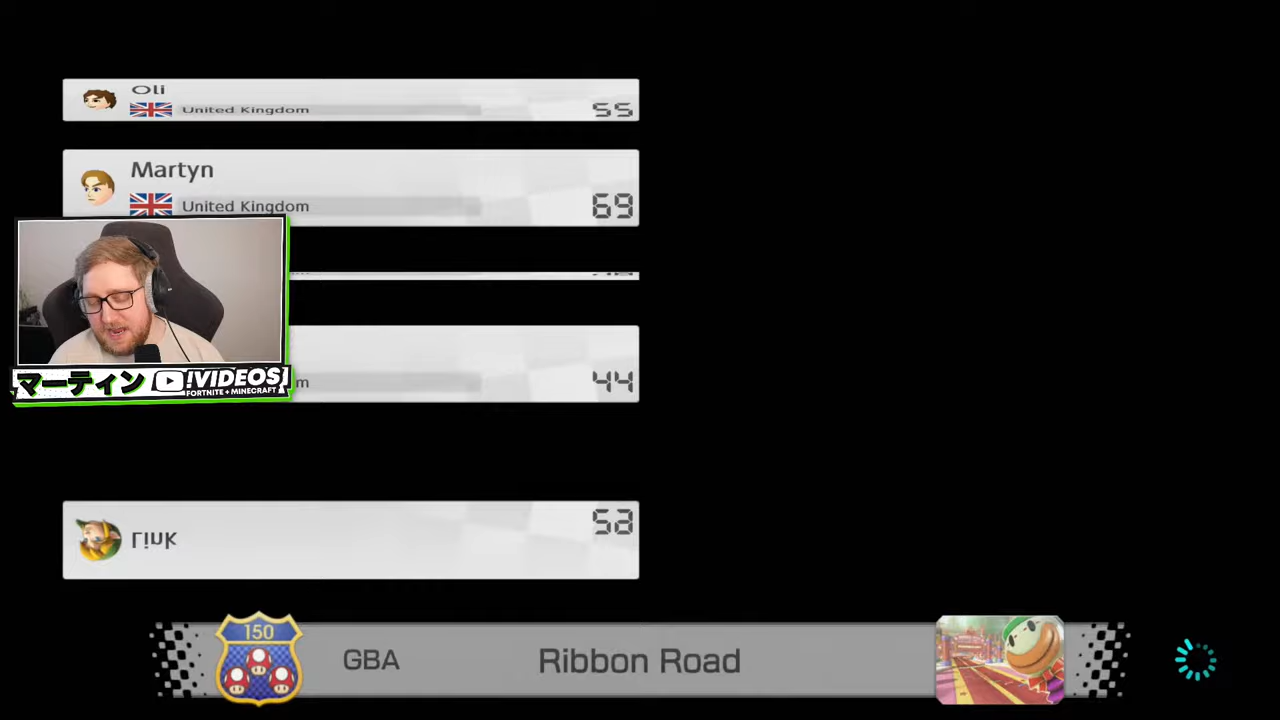 Oli
United Kingdom
55
Martyn
United Kingdom
69
m
44
マーティン
!VIDEOS
FORTNITE + MINECRAFT
Link
150
GBA
Ribbon Road